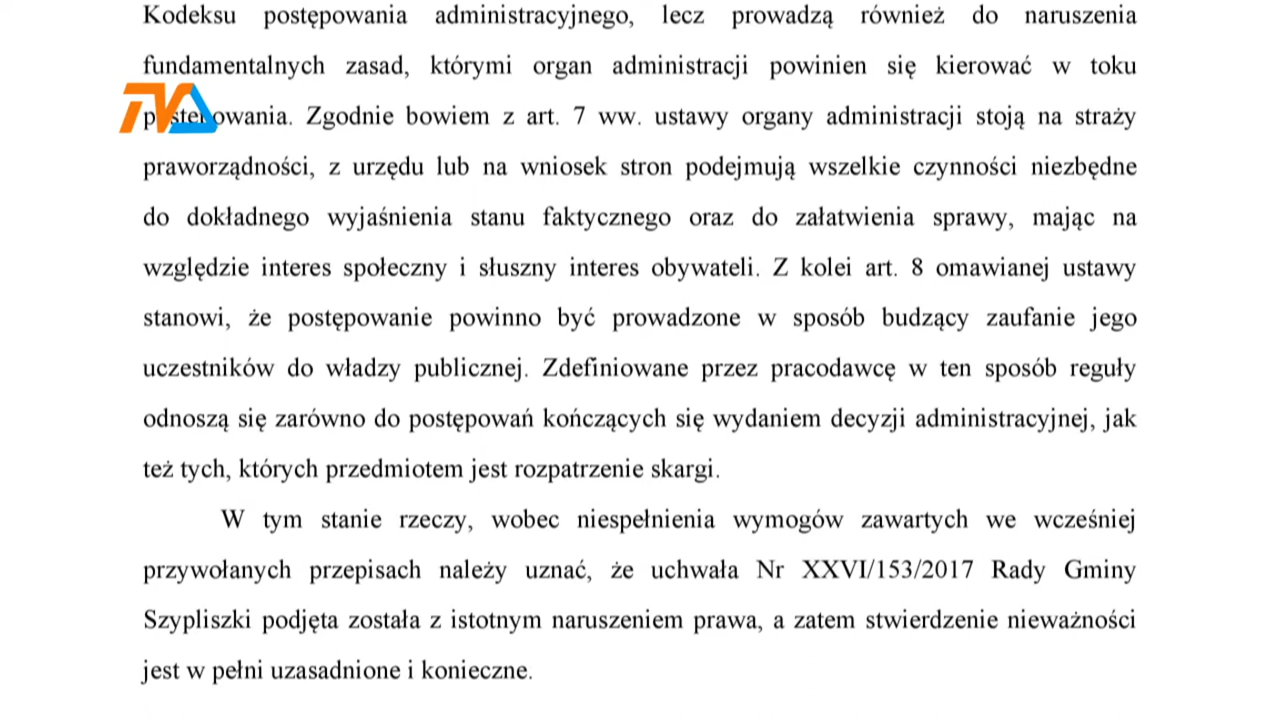 Kodeksu postępowania administracyjnego, lecz prowadzą również do naruszenia
fundamentalnych zasad, którymi organ administracji powinien się kierować w toku
postępowania. Zgodnie bowiem z art. 7 ww. ustawy organy administracji stoją na straży
praworządności, z urzędu lub na wniosek stron podejmują wszelkie czynności niezbędne
do dokładnego wyjaśnienia stanu faktycznego oraz do załatwienia sprawy, mając na
względzie interes społeczny i słuszny interes obywateli. Z kolei art. 8 omawianej ustawy
stanowi, że postępowanie powinno być prowadzone w sposób budzący zaufanie jego
uczestników do władzy publicznej. Zdefiniowane przez pracodawcę w ten sposób reguły
odnoszą się zarówno do postępowań kończących się wydaniem decyzji administracyjnej, jak
też tych, których przedmiotem jest rozpatrzenie skargi.
W tym stanie rzeczy, wobec niespełnienia wymogów zawartych we wcześniej
przywołanych przepisach należy uznać, że uchwała Nr XXVI/153/2017 Rady Gminy
Szypliszki podjęta została z istotnym naruszeniem prawa, a zatem stwierdzenie nieważności
jest w pełni uzasadnione i konieczne.